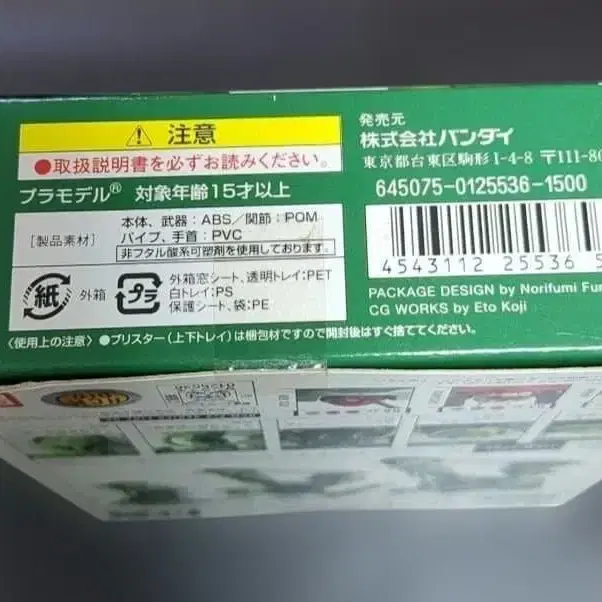 注意
●取扱説明書を必ずお読みください。
プラモデル® 対象年齢15才以上
[製品素材] 本体、武器:ABS/関節:POM
パイプ、手首:PVC
非フタル酸系可塑剤を使用しております。
紙 外箱 プラ 外箱窓シート、透明トレイ:PET
白トレイ:PS
保護シート、袋:PE
〈使用上の注意〉●ブリスター(上下トレイ)は梱包材ですので開封後はすぐ捨ててください。
発売元
株式会社バンダイ
東京都台東区駒形1-4-8 〒111-80
645075-0125536-1500
4543112 25536 5
PACKAGE DESIGN by Norifumi
CG WORKS by Eto Koji